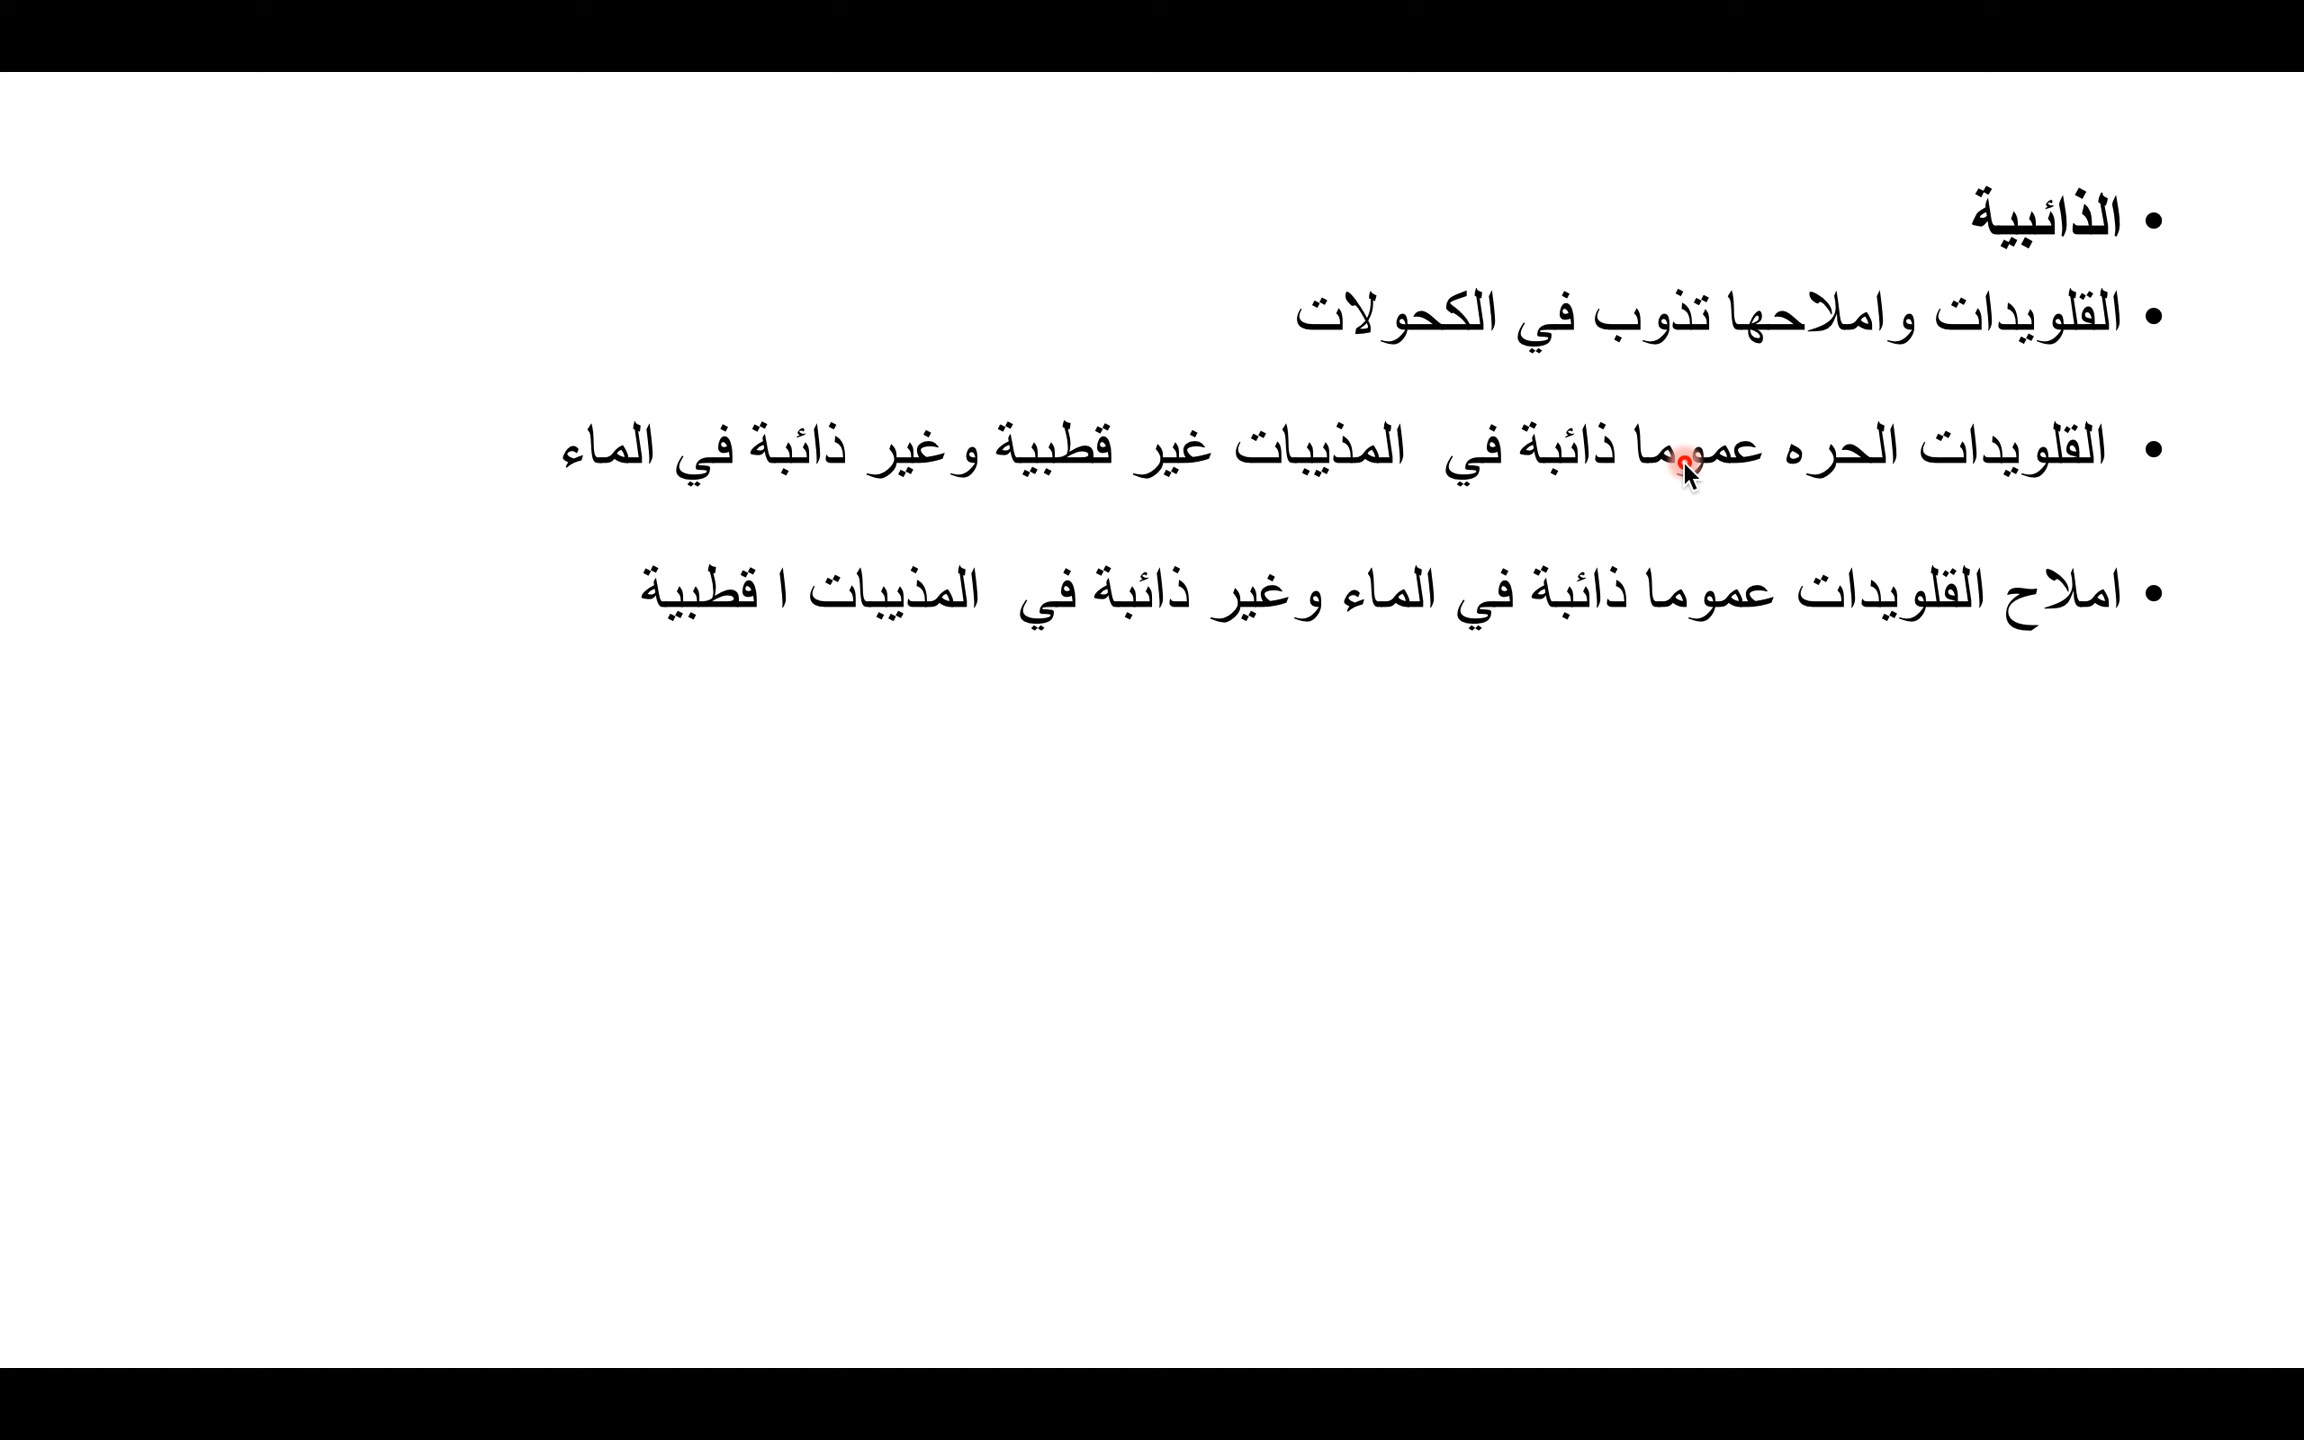 • الذائبية
• القلويدات واملاحها تذوب في الكحولات
• القلويدات الحره عموما ذائبة في المذيبات غير قطبية وغير ذائبة في الماء
• املاح القلويدات عموما ذائبة في الماء وغير ذائبة في المذيبات ا قطبية